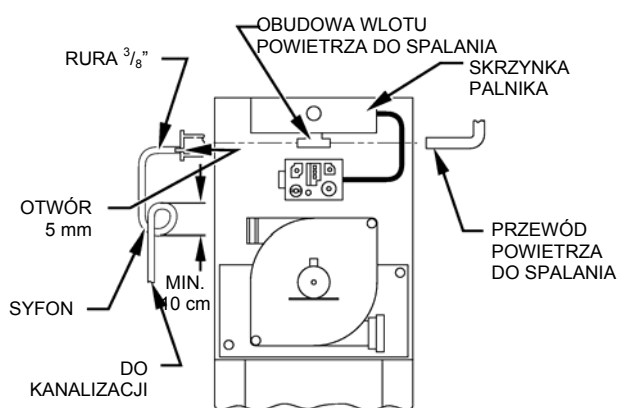 OBUDOWA WLOTU
POWIETRZA DO SPALANIA
RURA 3/8”
SKRZYNKA
PALNIKA
OTWÓR
5 mm
PRZEWÓD
POWIETRZA
DO SPALANIA
MIN.
10 cm
SYFON
DO
KANALIZACJI